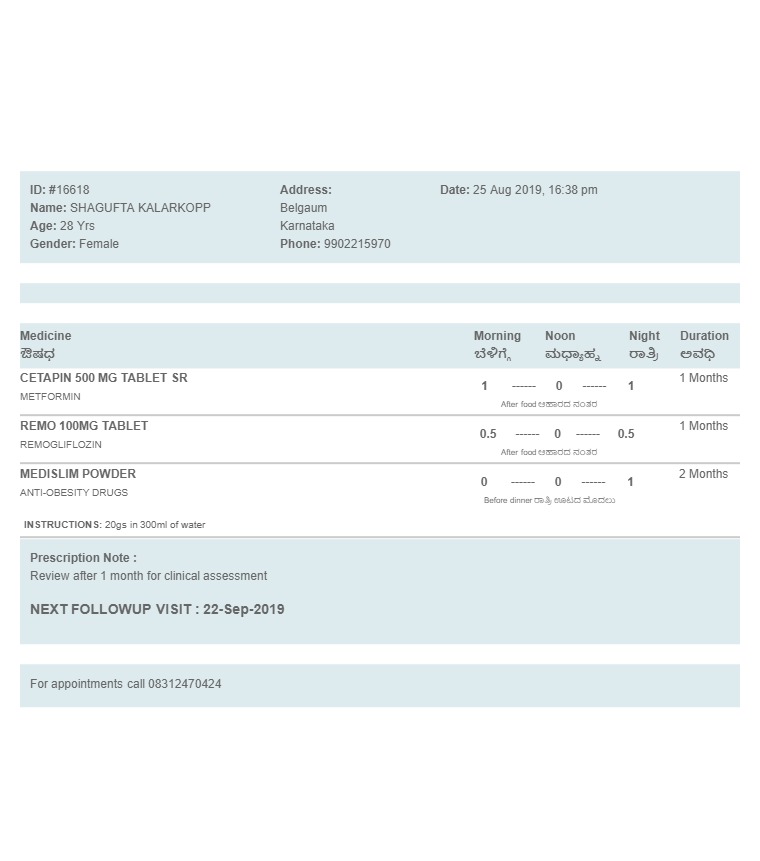 ID: #16618
Name: SHAGUFTA KALARKOPP
Age: 28 Yrs
Gender: Female
Address:
Belgaum
Karnataka
Phone: 9902215970
Date: 25 Aug 2019, 16:38 pm
Medicine Morning Noon Night Duration
ಔಷಧ ಬೆಳಿಗ್ಗೆ ಮಧ್ಯಾಹ್ನ ರಾತ್ರಿ ಅವಧಿ
CETAPIN 500 MG TABLET SR 1 ------ 0 ------ 1 1 Months
METFORMIN
After food ಆಹಾರದ ನಂತರ
REMO 100MG TABLET 0.5 ------ 0 ------ 0.5 1 Months
REMOGLIFLOZIN
After food ಆಹಾರದ ನಂತರ
MEDISLIM POWDER 0 ------ 0 ------ 1 2 Months
ANTI-OBESITY DRUGS
Before dinner ರಾತ್ರಿ ಊಟದ ಮೊದಲು
INSTRUCTIONS: 20gs in 300ml of water
Prescription Note :
Review after 1 month for clinical assessment
NEXT FOLLOWUP VISIT : 22-Sep-2019
For appointments call 08312470424